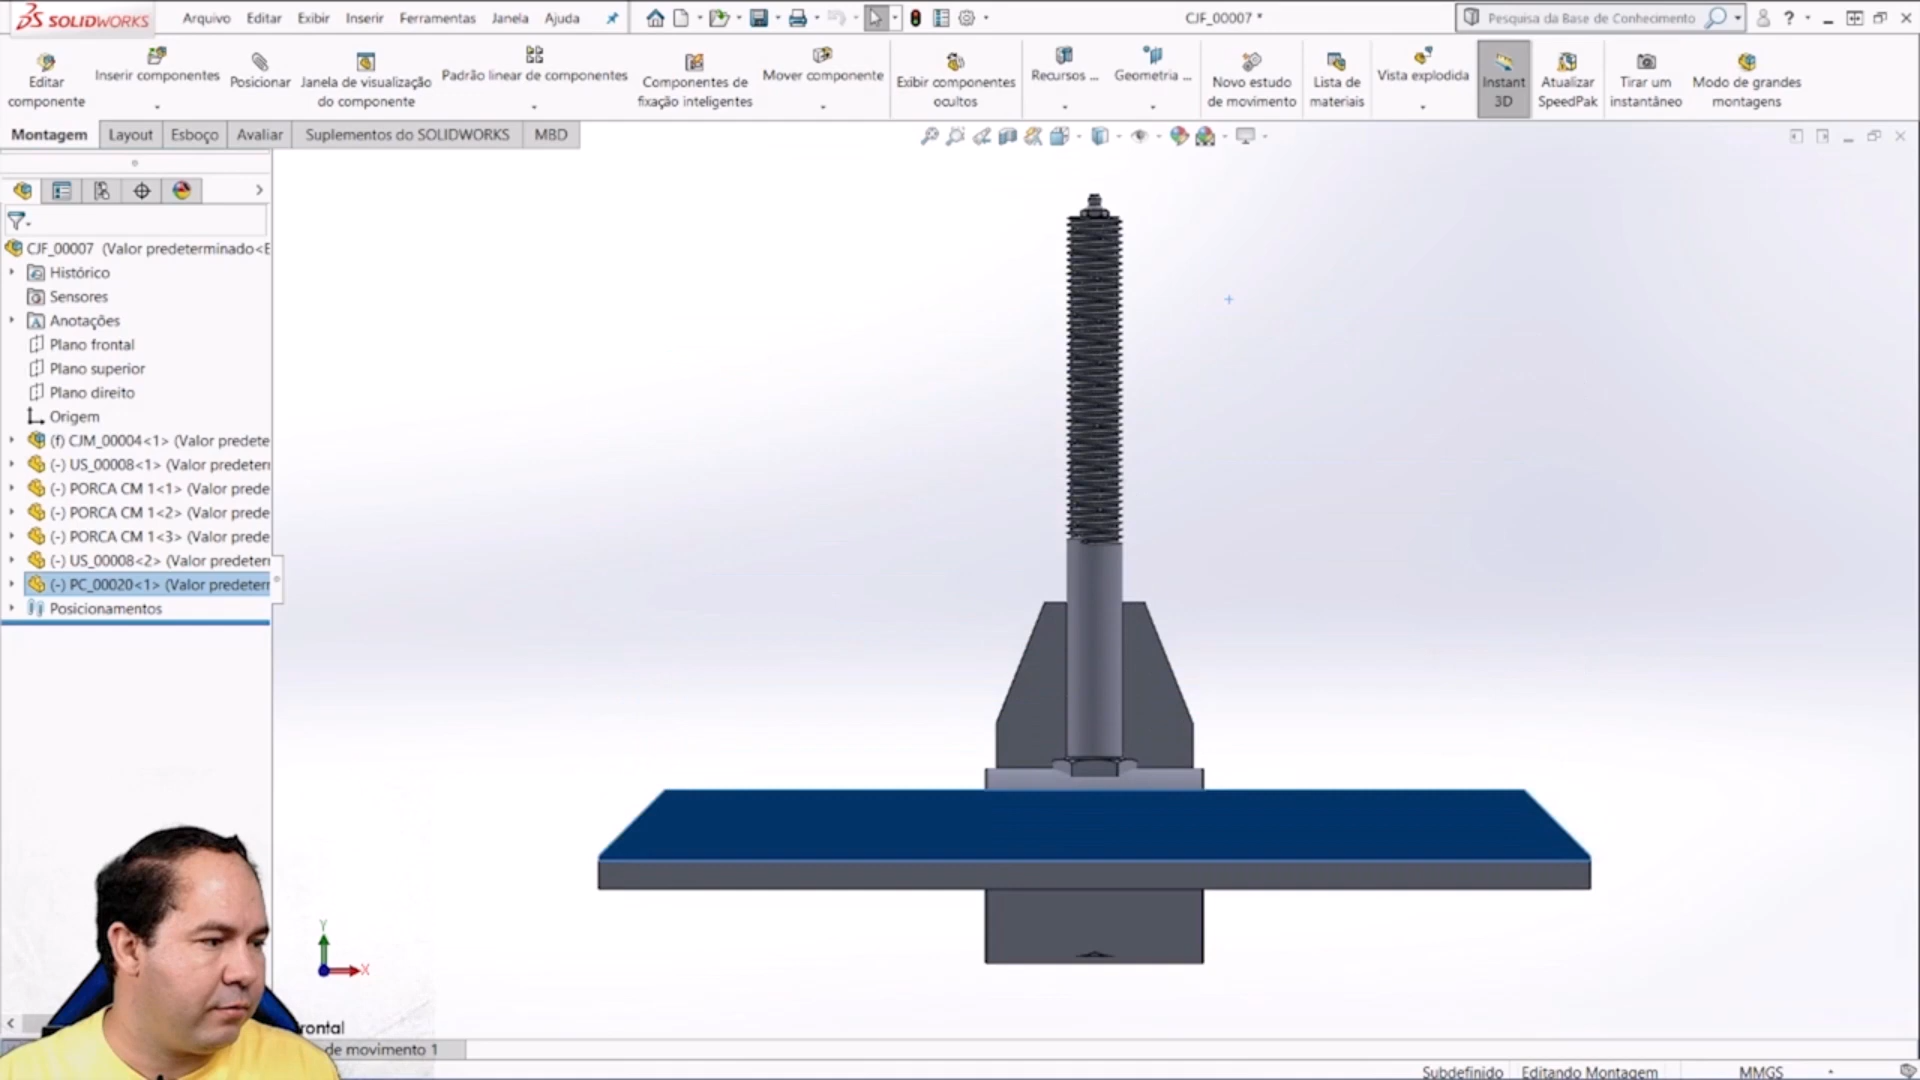 SOLIDWORKS
Arquivo Editar Exibir Inserir Ferramentas Janela Ajuda
CJF_00007 *
Pesquisa da Base de Conhecimento
?
Editar componente
Inserir componentes
Posicionar
Janela de visualização do componente
Padrão linear de componentes
Componentes de fixação inteligentes
Mover componente
Exibir componentes ocultos
Recursos ...
Geometria ...
Novo estudo de movimento
Lista de materiais
Vista explodida
Instant 3D
Atualizar SpeedPak
Tirar um instantâneo
Modo de grandes montagens
Montagem Layout Esboço Avaliar Suplementos do SOLIDWORKS MBD
CJF_00007 (Valor predeterminado<E
Histórico
Sensores
Anotações
Plano frontal
Plano superior
Plano direito
Origem
(f) CJM_00004<1> (Valor predete
(-) US_00008<1> (Valor predeterm
(-) PORCA CM 1<1> (Valor prede
(-) PORCA CM 1<2> (Valor prede
(-) PORCA CM 1<3> (Valor prede
(-) US_00008<2> (Valor predeterm
(-) PC_00020<1> (Valor predeterm
Posicionamentos
Y
X
rontal
de movimento 1
Subdefinido Editando Montagem MMGS